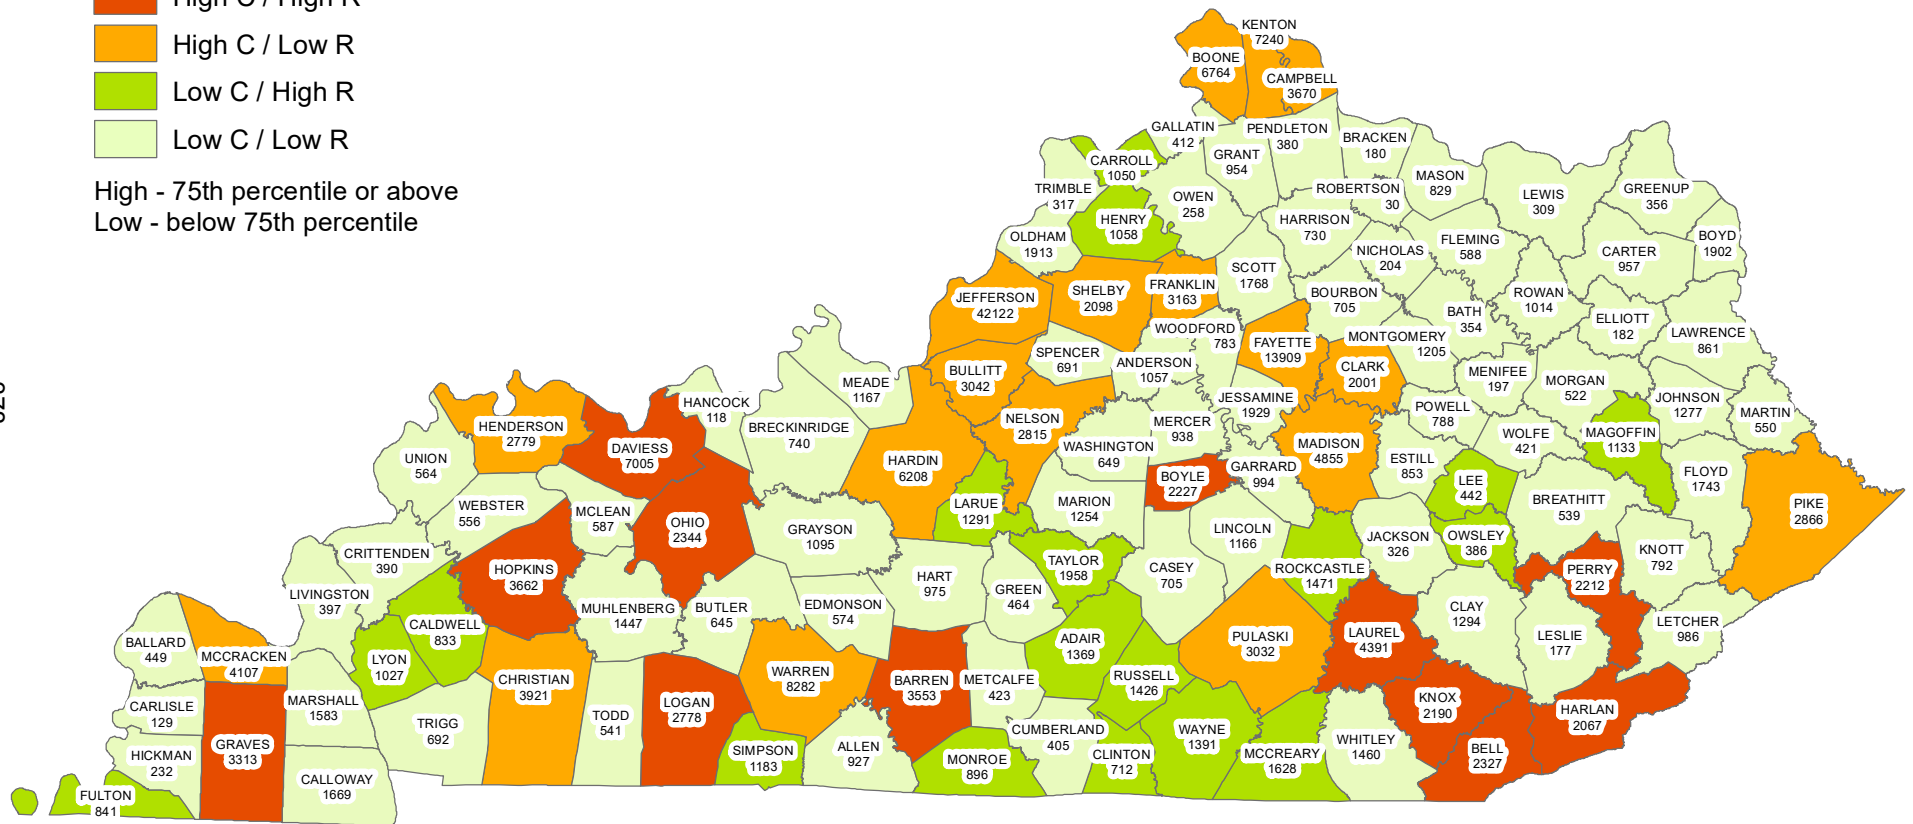 High C / High R
High C / Low R
Low C / High R
Low C / Low R
High - 75th percentile or above
Low - below 75th percentile
KENTON
7240
BOONE
6764
CAMPBELL
3670
GALLATIN
412
PENDLETON
380
BRACKEN
180
GRANT
954
CARROLL
1050
MASON
829
TRIMBLE
317
ROBERTSON
30
OWEN
258
LEWIS
309
GREENUP
356
HENRY
1058
HARRISON
730
OLDHAM
1913
NICHOLAS
204
FLEMING
588
CARTER
957
BOYD
1902
SCOTT
1768
JEFFERSON
42122
SHELBY
2098
FRANKLIN
3163
BOURBON
705
ROWAN
1014
BATH
354
ELLIOTT
182
WOODFORD
783
FAYETTE
13909
MONTGOMERY
1205
LAWRENCE
861
SPENCER
691
ANDERSON
1057
BULLITT
3042
CLARK
2001
MENIFEE
197
MORGAN
522
MEADE
1167
HANCOCK
118
JESSAMINE
1929
POWELL
788
JOHNSON
1277
MARTIN
550
HENDERSON
2779
BRECKINRIDGE
740
NELSON
2815
MERCER
938
WOLFE
421
MAGOFFIN
1133
DAVIESS
7005
WASHINGTON
649
MADISON
4855
UNION
564
HARDIN
6208
BOYLE
2227
GARRARD
994
ESTILL
853
FLOYD
1743
LEE
442
BREATHITT
539
WEBSTER
556
MCLEAN
587
LARUE
1291
MARION
1254
PIKE
2866
OHIO
2344
GRAYSON
1095
LINCOLN
1166
JACKSON
326
OWSLEY
386
KNOTT
792
CRITTENDEN
390
HOPKINS
3662
TAYLOR
1958
CASEY
705
ROCKCASTLE
1471
PERRY
2212
HART
975
GREEN
464
LIVINGSTON
397
MUHLENBERG
1447
BUTLER
645
EDMONSON
574
CLAY
1294
CALDWELL
833
LETCHER
986
BALLARD
449
MCCRACKEN
4107
LYON
1027
ADAIR
1369
PULASKI
3032
LAUREL
4391
LESLIE
177
CHRISTIAN
3921
WARREN
8282
BARREN
3553
METCALFE
423
RUSSELL
1426
CARLISLE
129
MARSHALL
1583
LOGAN
2778
KNOX
2190
HARLAN
2067
TRIGG
692
TODD
541
CUMBERLAND
405
WAYNE
1391
GRAVES
3313
HICKMAN
232
SIMPSON
1183
ALLEN
927
MONROE
896
CLINTON
712
MCCREARY
1628
WHITLEY
1460
BELL
2327
CALLOWAY
1669
FULTON
841